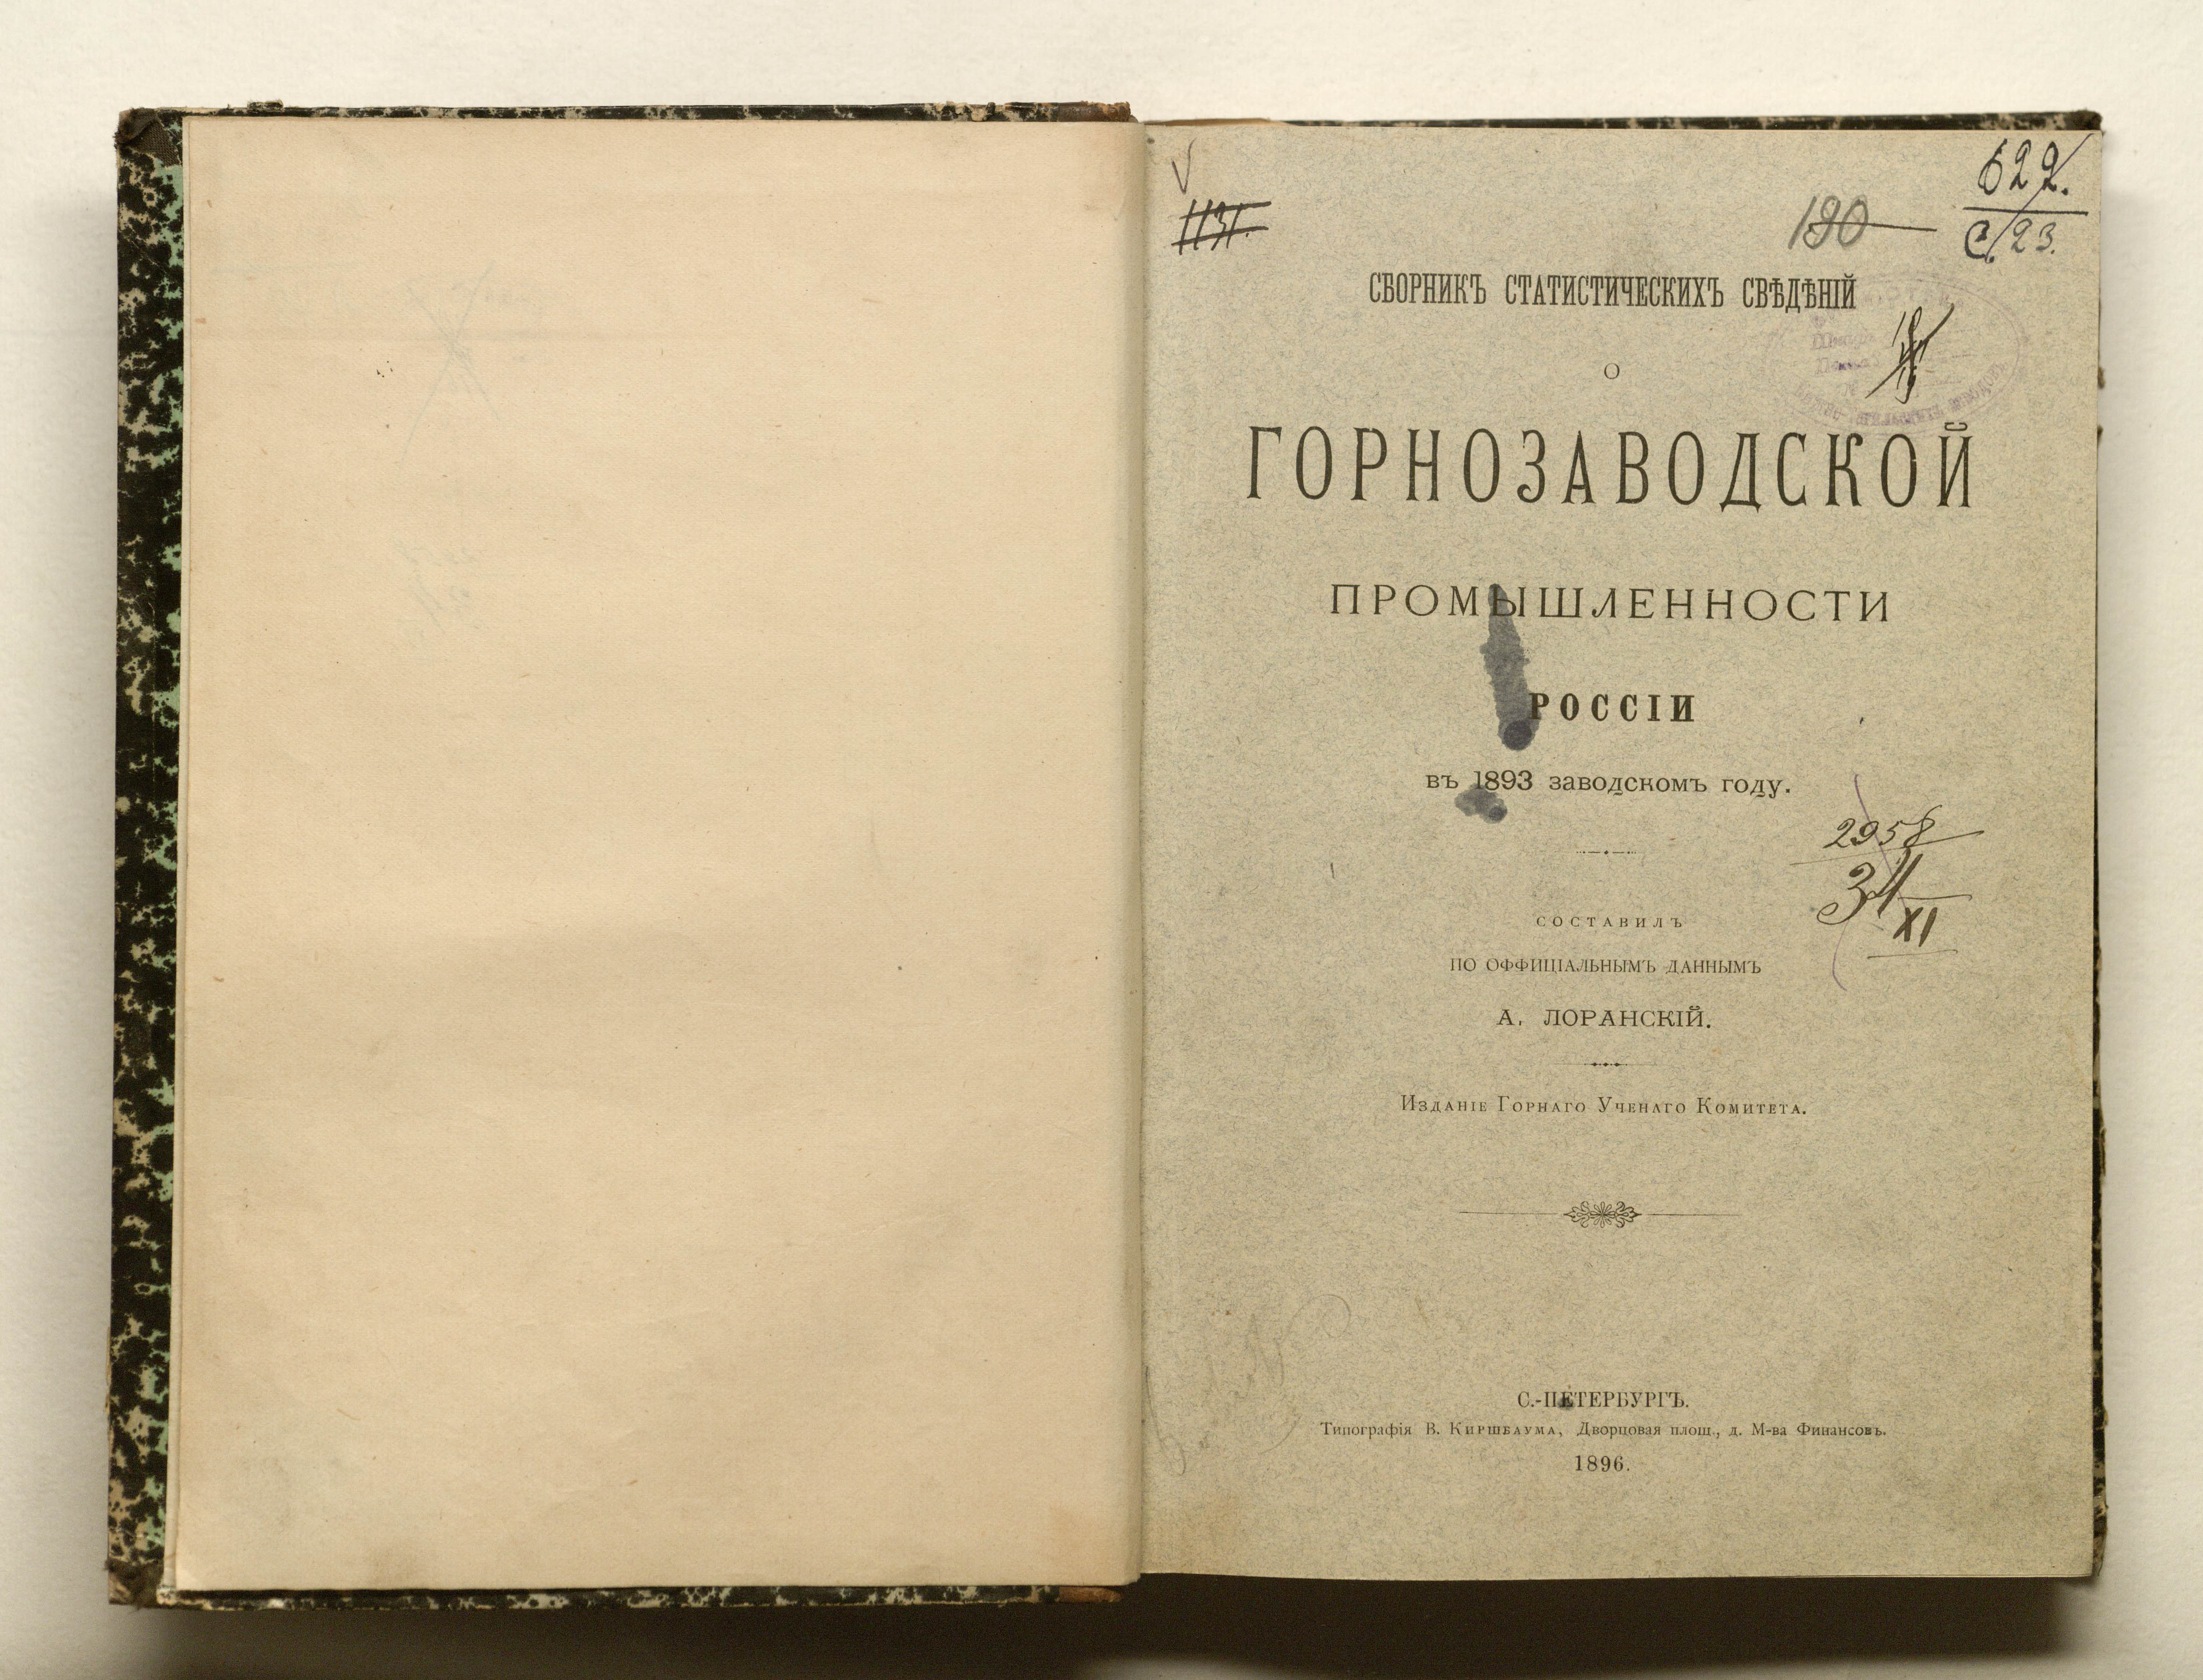 1131.
190
622.
С.23.
СБОРНИКЪ СТАТИСТИЧЕСКИХЪ СВѢДѢНІЙ
О
ГОРНОЗАВОДСКОЙ
ПРОМЫШЛЕННОСТИ
РОССІИ
въ 1893 заводскомъ году.
2958
XI
СОСТАВИЛЪ
ПО ОФФИЦІАЛЬНЫМЪ ДАННЫМЪ
А. ЛОРАНСКІЙ.
Изданіе Горнаго Ученаго Комитета.
С.-ПЕТЕРБУРГЪ.
Типографія В. Киршбаума, Дворцовая площ., д. М-ва Финансовъ.
1896.